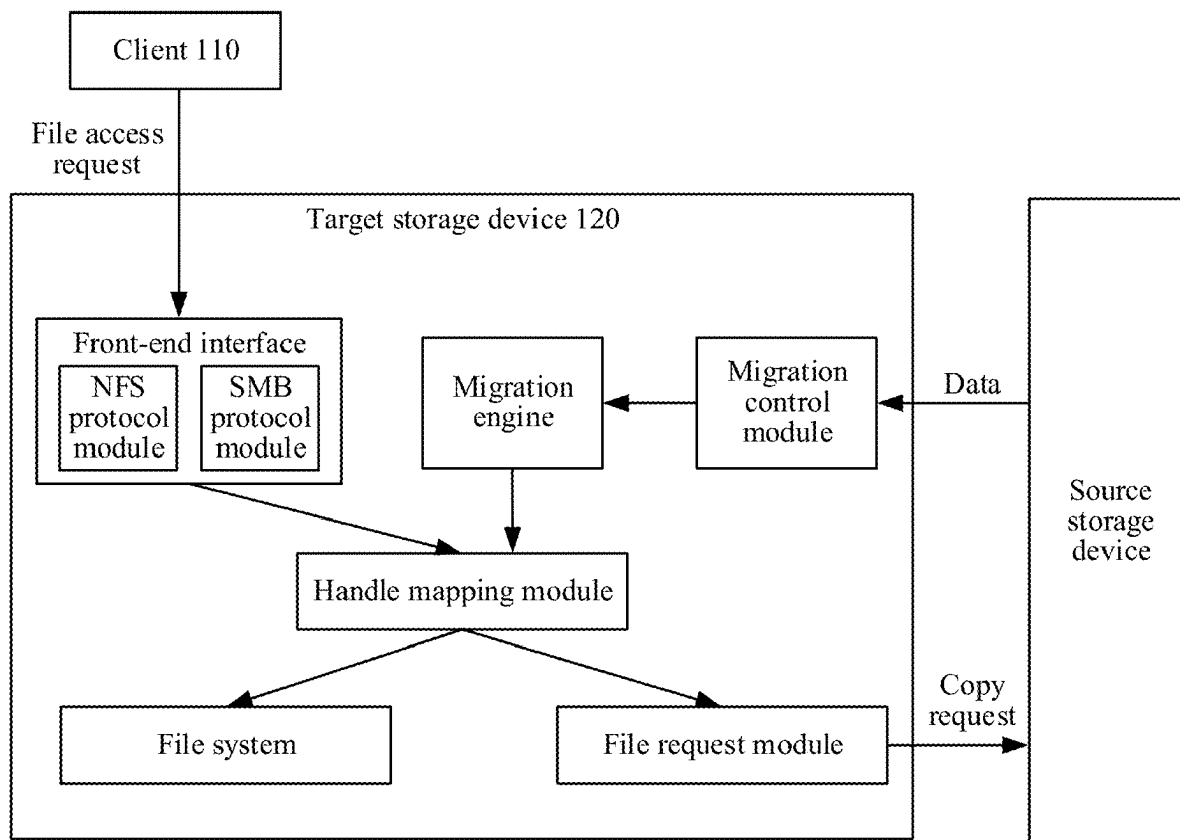 Client 110
File access
request
Target storage device 120
Front-end interface
NFS
protocol
module
SMB
protocol
module
Migration
engine
Migration
control
module
Data
Source
storage
device
Handle mapping module
File system
File request module
Copy
request